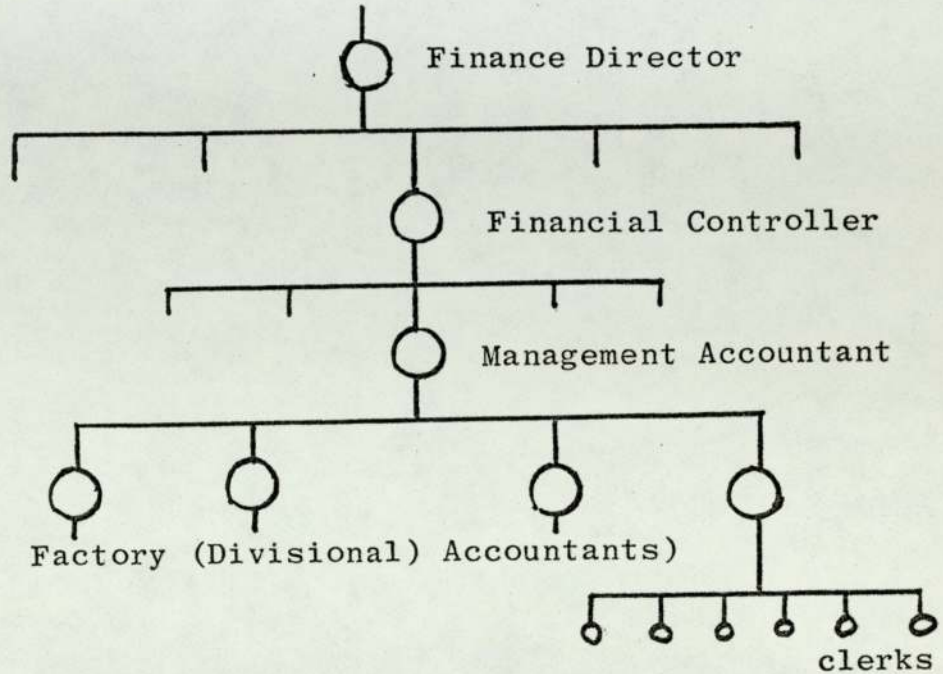 Finance Director
Financial Controller
Management Accountant
Factory (Divisional) Accountants)
clerks